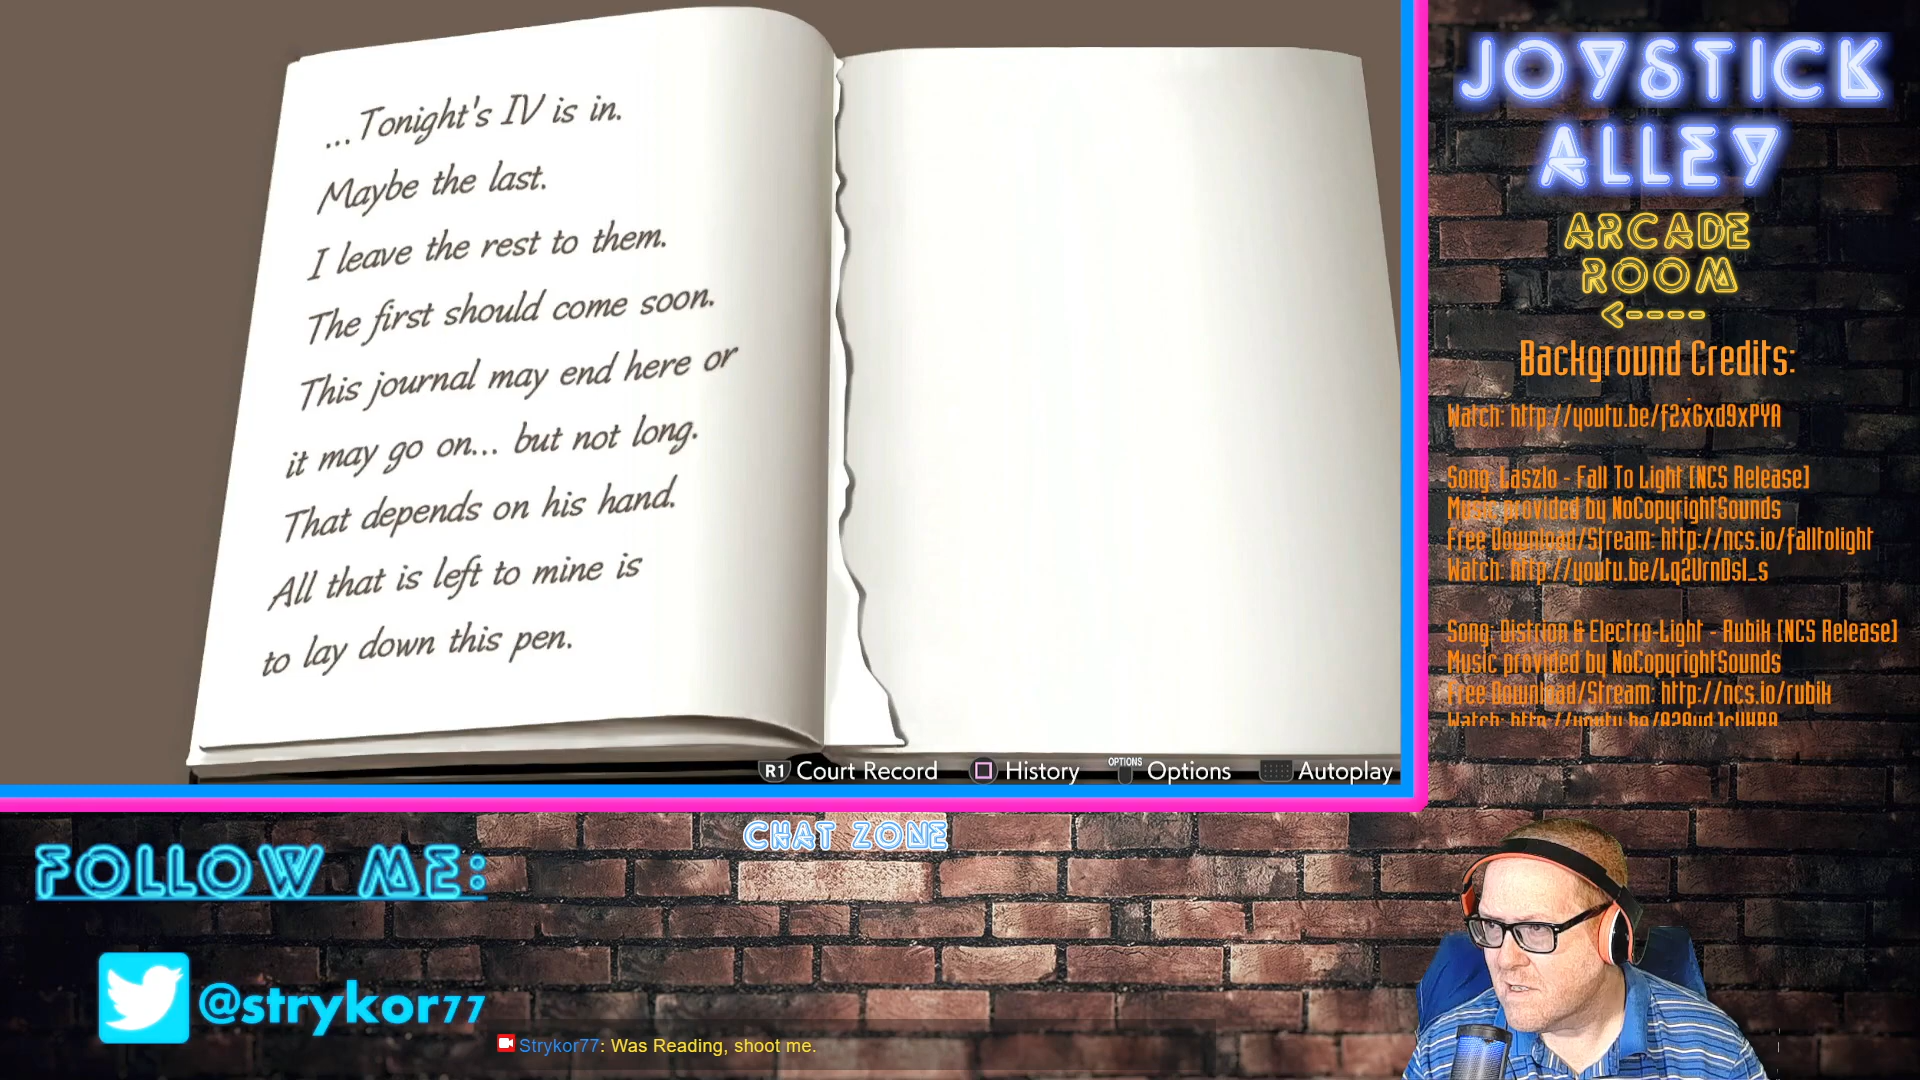 ...Tonight's IV is in.
Maybe the last.
I leave the rest to them.
The first should come soon.
This journal may end here or
it may go on... but not long.
That depends on his hand.
All that is left to mine is
to lay down this pen.
R1 Court Record
History
OPTIONS Options
Autoplay
JOYSTICK
ALLEY
ARCADE
ROOM
<----
Background Credits:
Watch: http://youtu.be/f2xGxd9xPYA
Song: Laszlo - Fall To Light [NCS Release]
Music provided by NoCopyrightSounds
Free Download/Stream: http://ncs.io/falltolight
Watch: http://youtu.be/Lq2UrnDsl_s
Song: Distrion & Electro-Light - Rubik [NCS Release]
Music provided by NoCopyrightSounds
Free Download/Stream: http://ncs.io/rubik
Watch:
CHAT ZONE
FOLLOW ME:
@strykor77
Strykor77: Was Reading, shoot me.